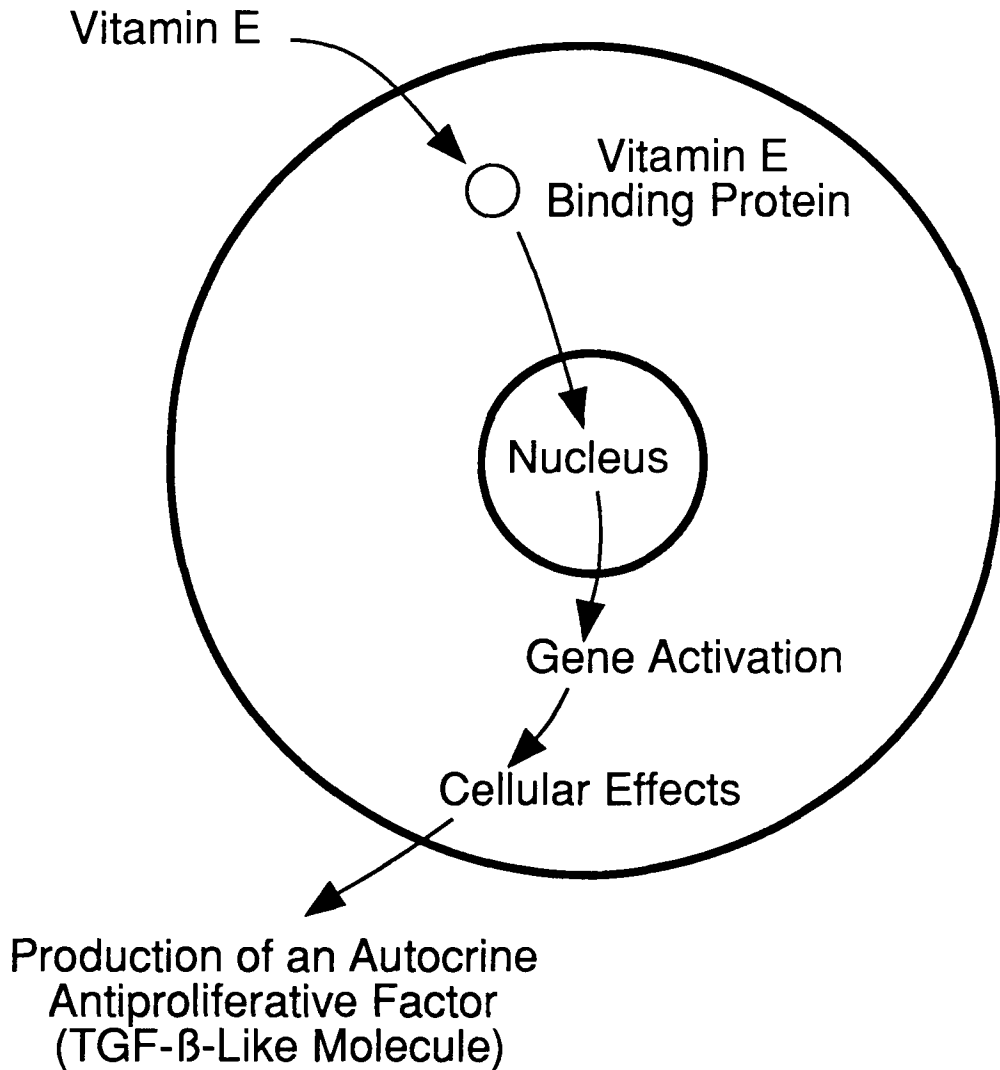 Vitamin E
Vitamin E
Binding Protein
Nucleus
Gene Activation
Cellular Effects
Production of an Autocrine
Antiproliferative Factor
(TGF-ß-Like Molecule)